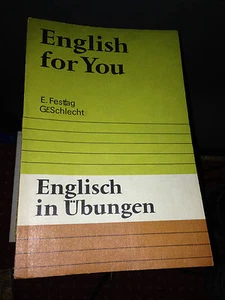 English
for You
E. Festag
G. Schlecht
Englisch
in Übungen